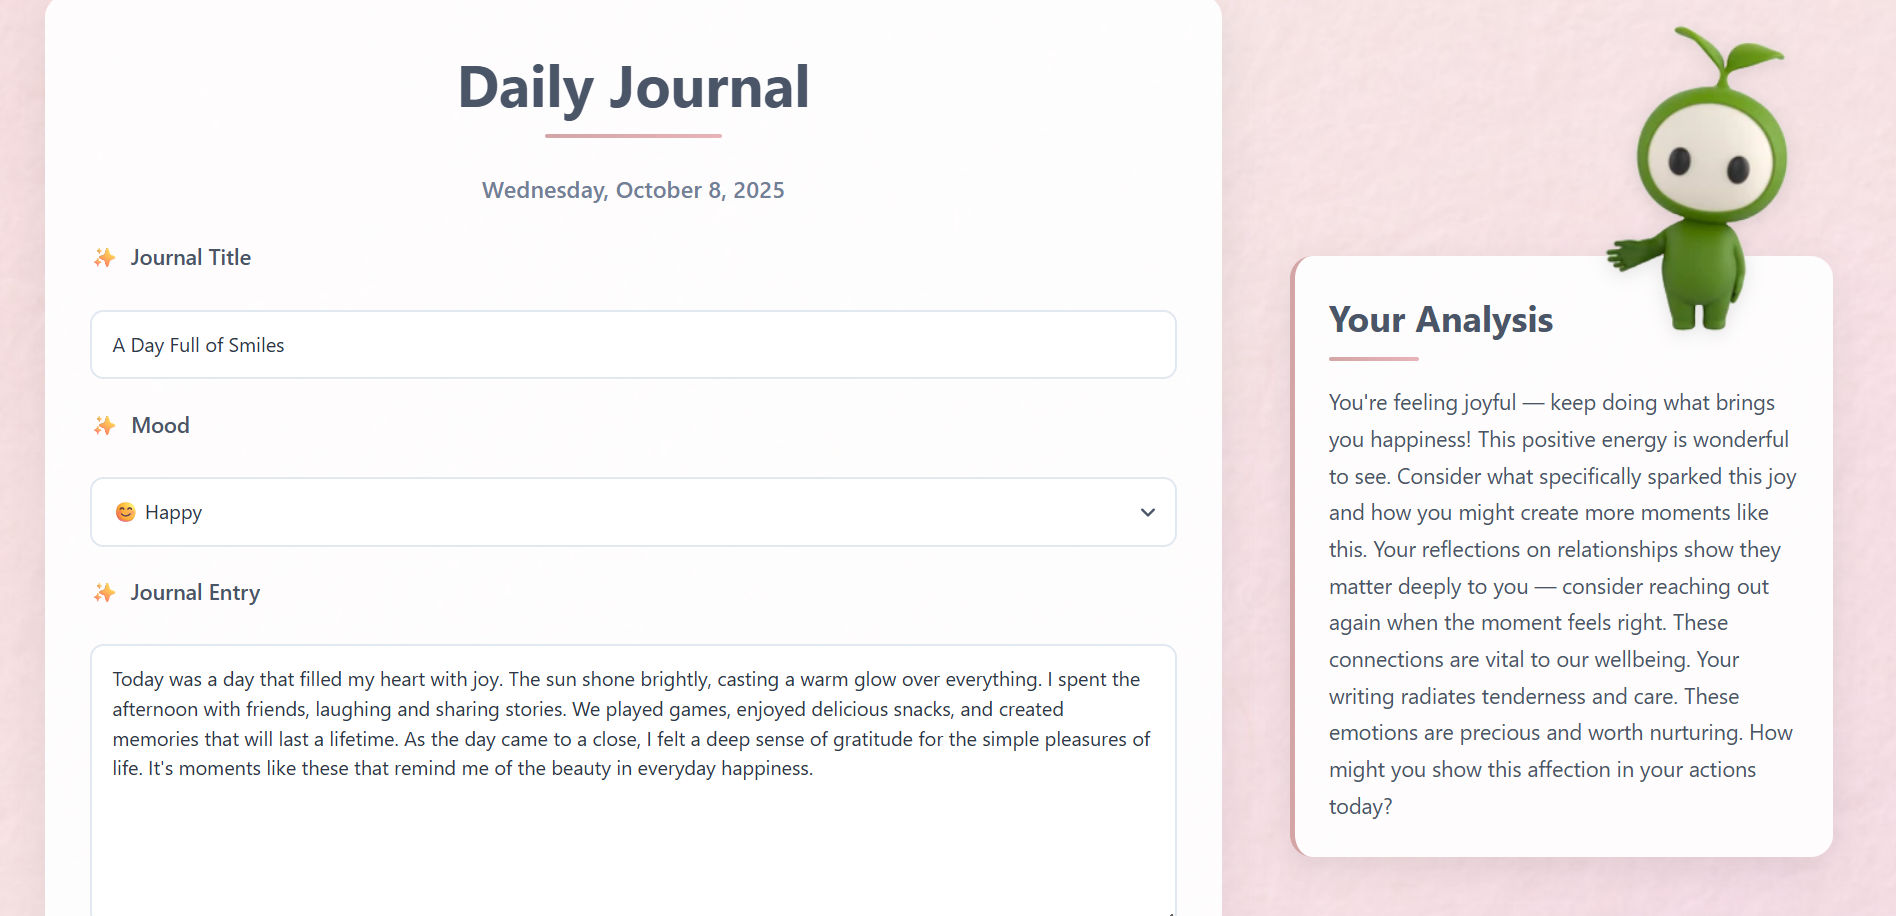 Daily Journal
Wednesday, October 8, 2025
✨ Journal Title
A Day Full of Smiles
✨ Mood
😊 Happy
✨ Journal Entry
Today was a day that filled my heart with joy. The sun shone brightly, casting a warm glow over everything. I spent the
afternoon with friends, laughing and sharing stories. We played games, enjoyed delicious snacks, and created
memories that will last a lifetime. As the day came to a close, I felt a deep sense of gratitude for the simple pleasures of
life. It's moments like these that remind me of the beauty in everyday happiness.
Your Analysis
You're feeling joyful — keep doing what brings
you happiness! This positive energy is wonderful
to see. Consider what specifically sparked this joy
and how you might create more moments like
this. Your reflections on relationships show they
matter deeply to you — consider reaching out
again when the moment feels right. These
connections are vital to our wellbeing. Your
writing radiates tenderness and care. These
emotions are precious and worth nurturing. How
might you show this affection in your actions
today?